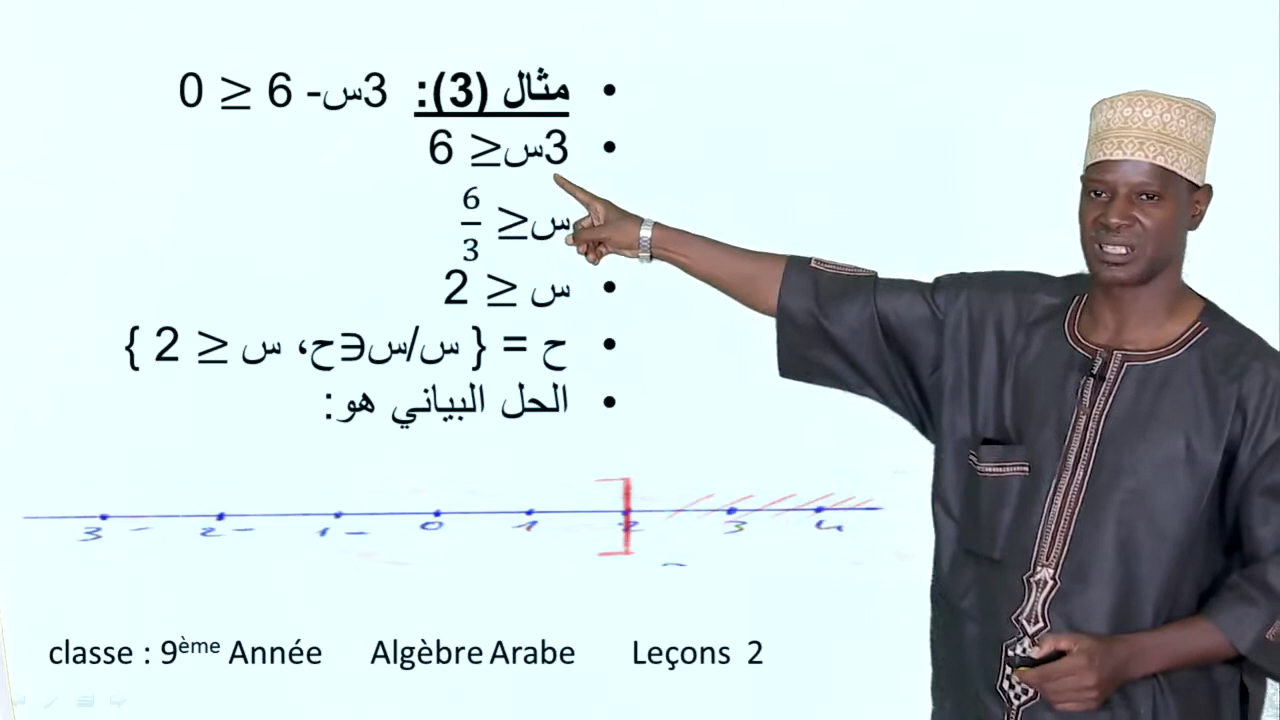 مثال (3): 3س- 6 ≤ 0
3س≤ 6
س≤ 6/3
س ≤ 2
ح = { س/س∈ح، س ≤ 2 }
الحل البياني هو:
3- 2- 1- 0 1 2 3 4
classe : 9ème Année Algèbre Arabe Leçons 2